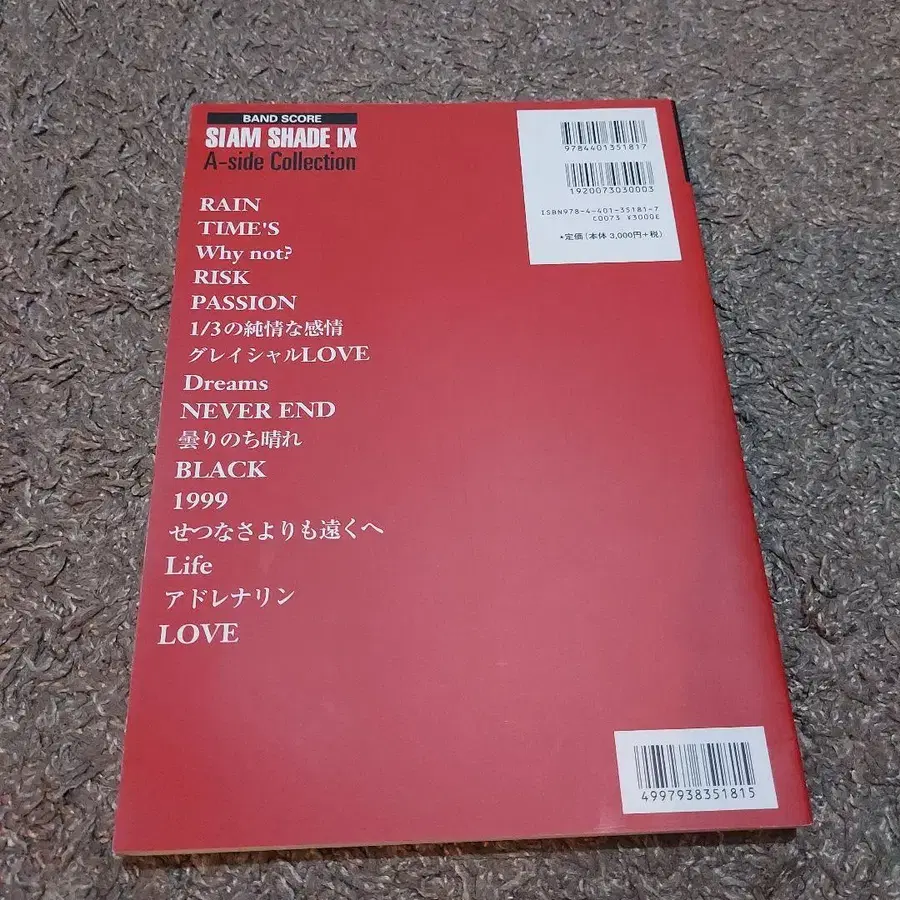 BAND SCORE
SIAM SHADE IX
A-side Collection
RAIN
TIME'S
Why not?
RISK
PASSION
1/3の純情な感情
グレイシャルLOVE
Dreams
NEVER END
曇りのち晴れ
BLACK
1999
せつなさよりも遠くへ
Life
アドレナリン
LOVE
9784401351817
1920073030003
ISBN978-4-401-35181-7
C0073 ¥3000E
•定価(本体 3,000円+税)
4997938351815